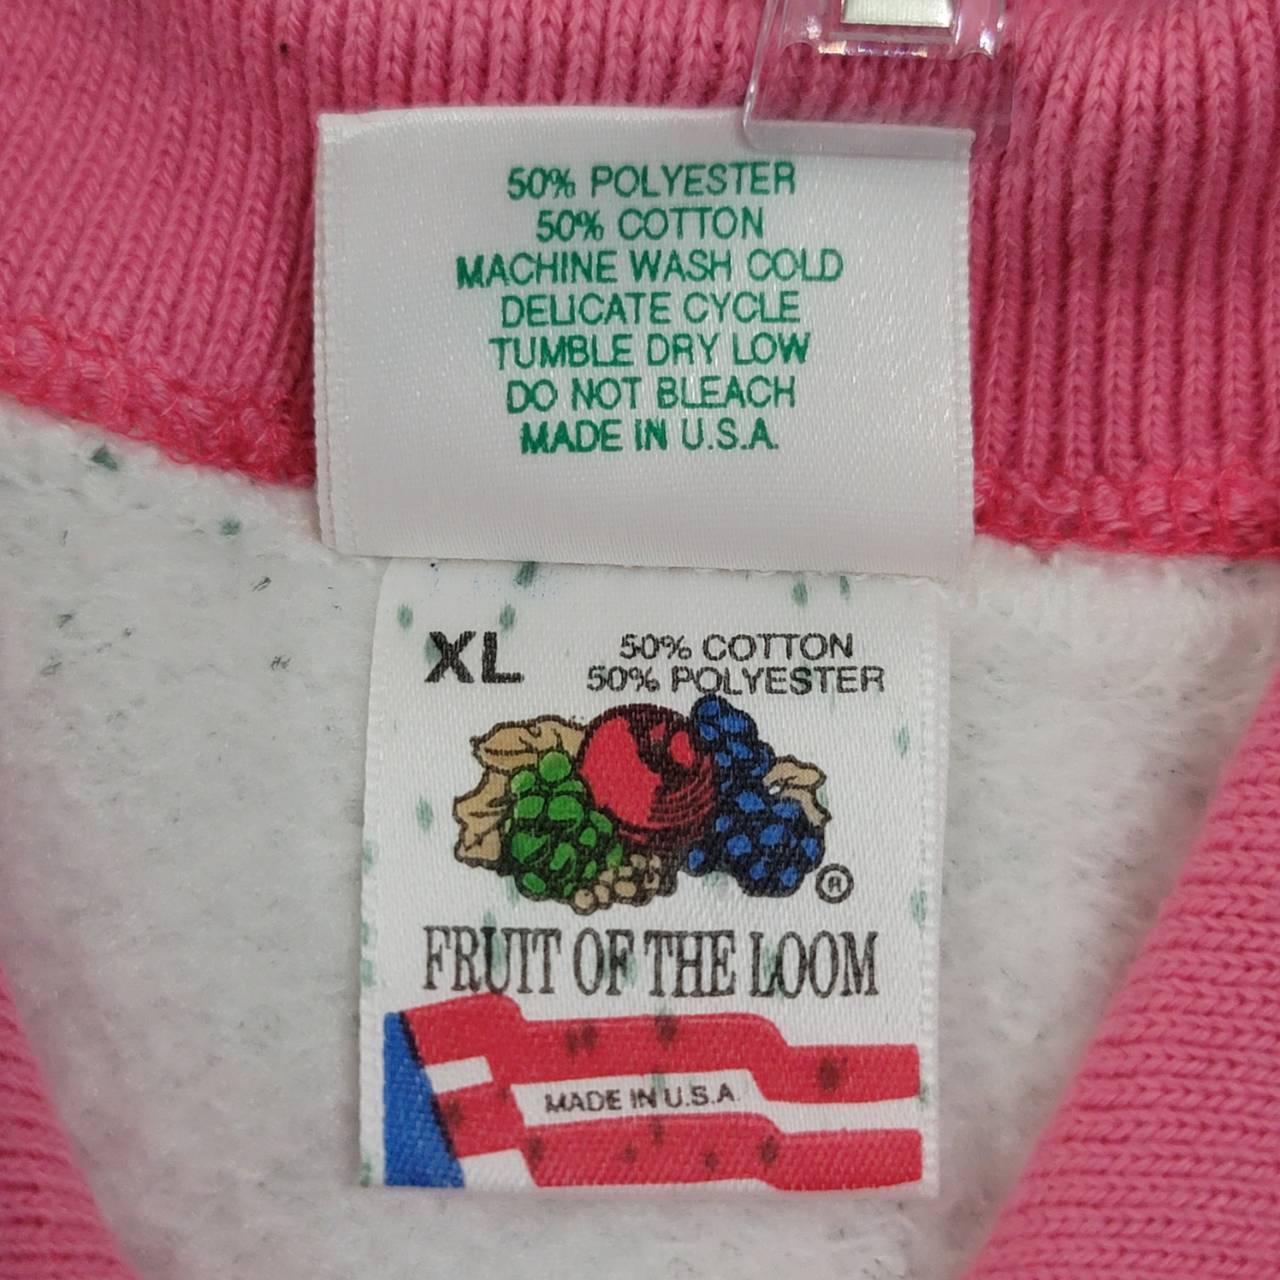 50% POLYESTER
50% COTTON
MACHINE WASH COLD
DELICATE CYCLE
TUMBLE DRY LOW
DO NOT BLEACH
MADE IN U.S.A.
XL
50% COTTON
50% POLYESTER
®
FRUIT OF THE LOOM
MADE IN U.S.A.